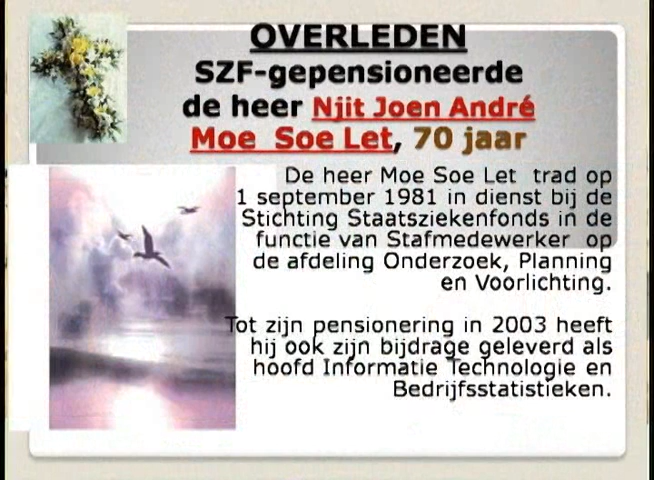 OVERLEDEN
SZF-gepensioneerde
de heer Njit Joen André
Moe Soe Let, 70 jaar
De heer Moe Soe Let trad op
1 september 1981 in dienst bij de
Stichting Staatsziekenfonds in de
functie van Stafmedewerker op
de afdeling Onderzoek, Planning
en Voorlichting.
Tot zijn pensionering in 2003 heeft
hij ook zijn bijdrage geleverd als
hoofd Informatie Technologie en
Bedrijfsstatistieken.